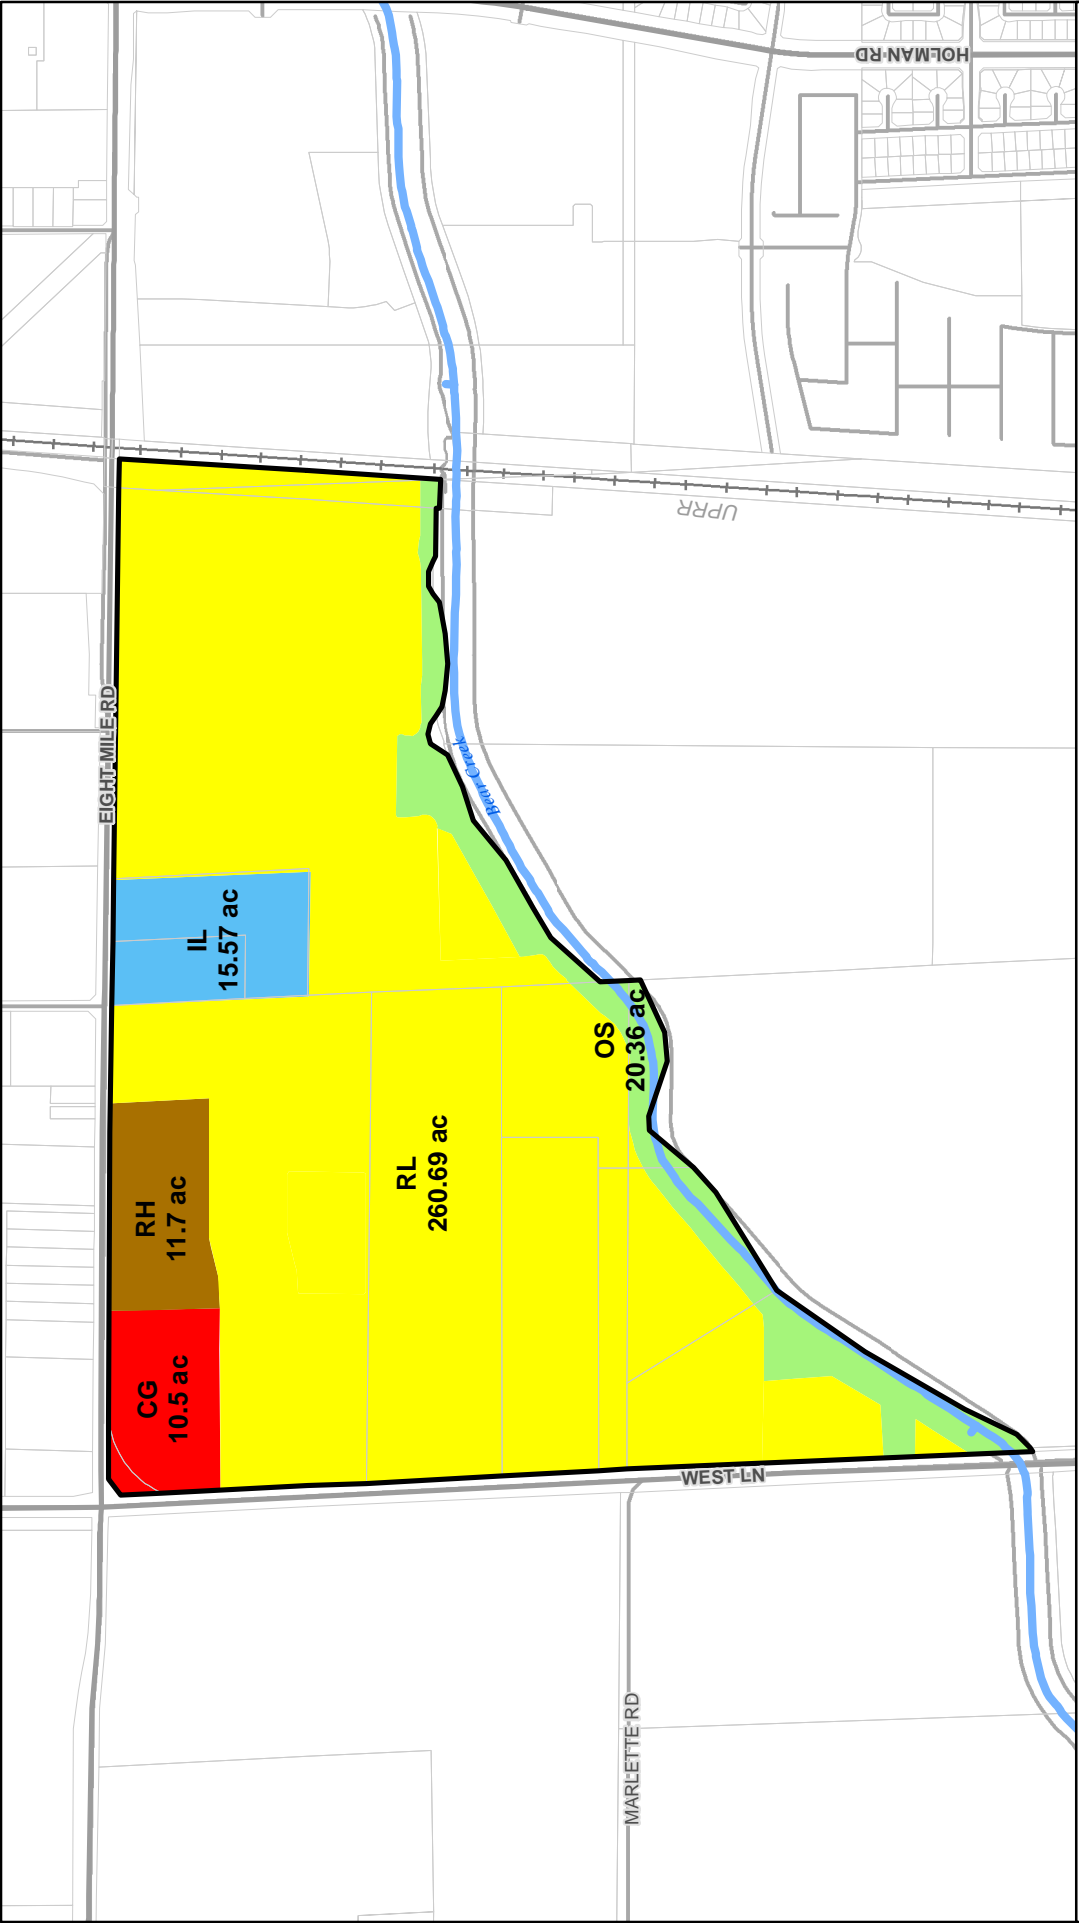 HOLMAN RD
UPRR
EIGHT MILE RD
Bear Creek
IL
15.57 ac
OS
20.36 ac
RL
260.69 ac
RH
11.7 ac
CG
10.5 ac
WEST LN
MARLETTE RD